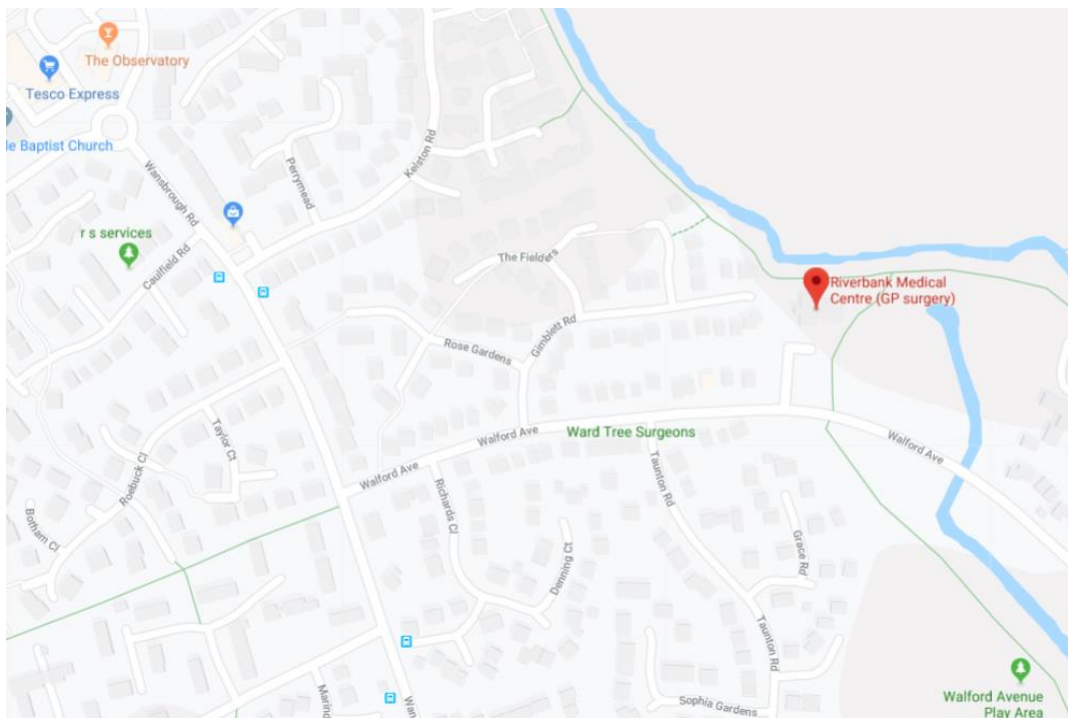 The Observatory
Tesco Express
le Baptist Church
Wansbrough Rd
r s services
Caulfield Rd
Perrymead
Kelston Rd
The Fielders
Riverbank Medical
Centre (GP surgery)
Rose Gardens
Gimblett Rd
Walford Ave
Ward Tree Surgeons
Walford Ave
Walford Ave
Taylor Ct
Roebuck Cl
Botham Cl
Richards Cl
Denning Ct
Taunton Rd
Grace Rd
Taunton Rd
Sophia Gardens
Marind
Wan
Walford Avenue
Play Area